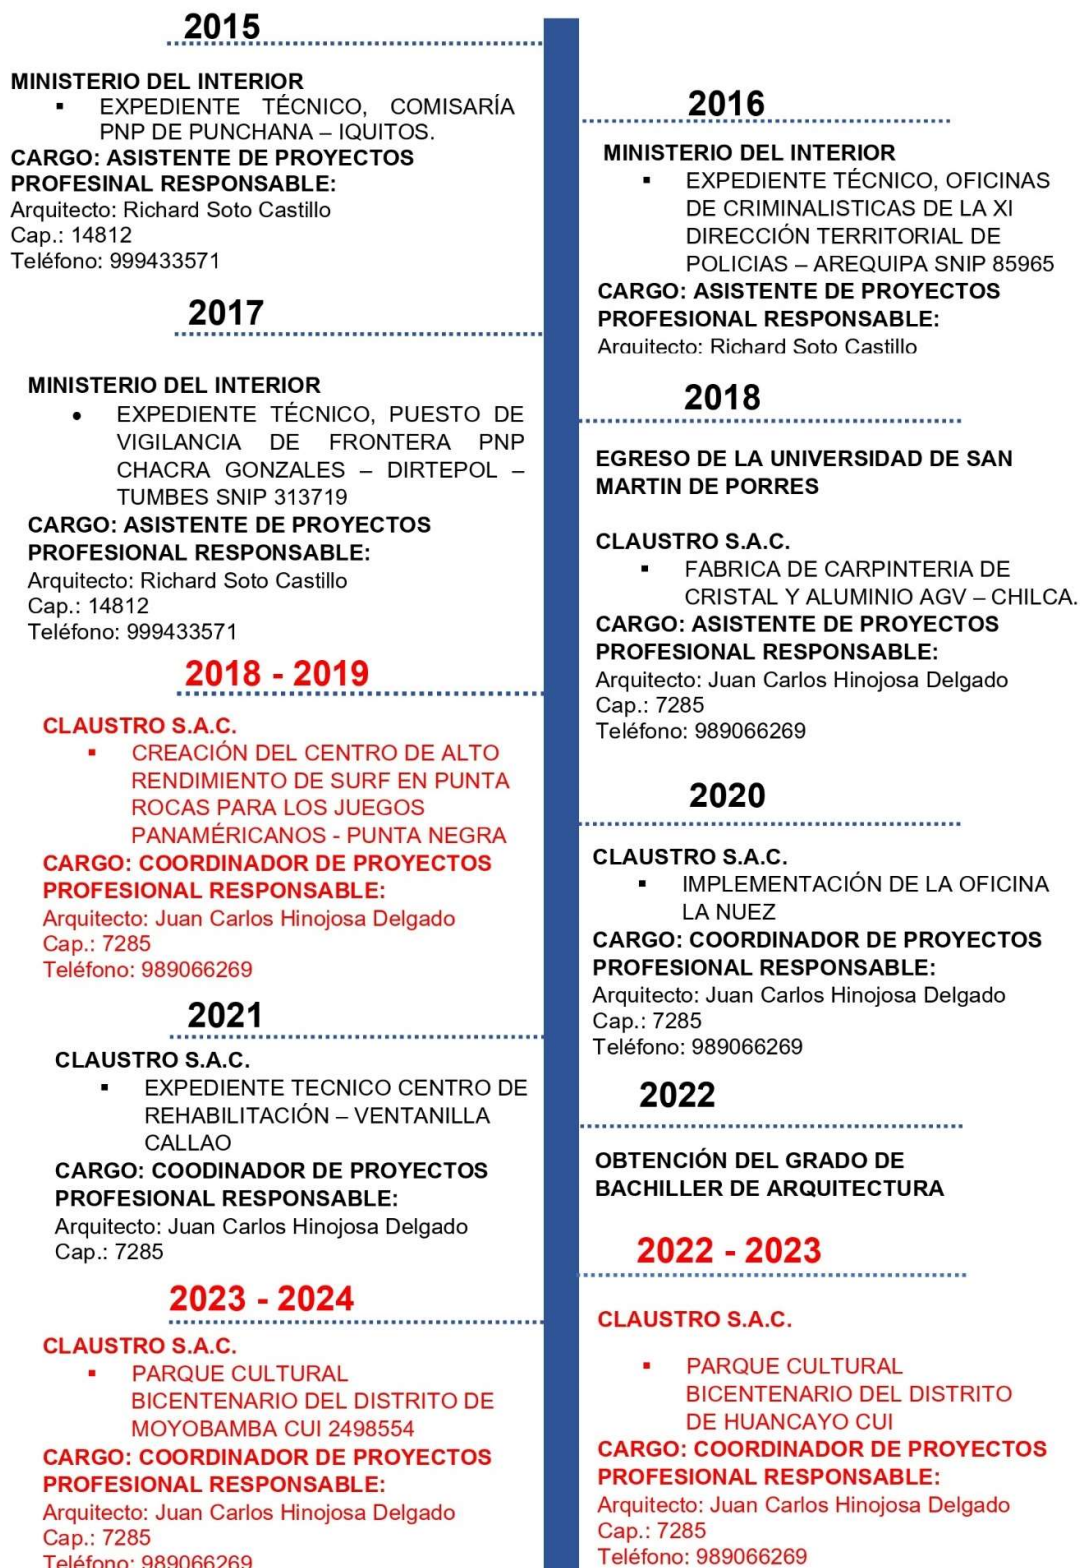 2015
MINISTERIO DEL INTERIOR
▪ EXPEDIENTE TÉCNICO, COMISARÍA
PNP DE PUNCHANA – IQUITOS.
CARGO: ASISTENTE DE PROYECTOS
PROFESINAL RESPONSABLE:
Arquitecto: Richard Soto Castillo
Cap.: 14812
Teléfono: 999433571
2016
MINISTERIO DEL INTERIOR
▪ EXPEDIENTE TÉCNICO, OFICINAS
DE CRIMINALISTICAS DE LA XI
DIRECCIÓN TERRITORIAL DE
POLICIAS – AREQUIPA SNIP 85965
CARGO: ASISTENTE DE PROYECTOS
PROFESIONAL RESPONSABLE:
Arquitecto: Richard Soto Castillo
2017
MINISTERIO DEL INTERIOR
• EXPEDIENTE TÉCNICO, PUESTO DE
VIGILANCIA DE FRONTERA PNP
CHACRA GONZALES – DIRTEPOL –
TUMBES SNIP 313719
CARGO: ASISTENTE DE PROYECTOS
PROFESIONAL RESPONSABLE:
Arquitecto: Richard Soto Castillo
Cap.: 14812
Teléfono: 999433571
2018
EGRESO DE LA UNIVERSIDAD DE SAN
MARTIN DE PORRES
CLAUSTRO S.A.C.
▪ FABRICA DE CARPINTERIA DE
CRISTAL Y ALUMINIO AGV – CHILCA.
CARGO: ASISTENTE DE PROYECTOS
PROFESIONAL RESPONSABLE:
Arquitecto: Juan Carlos Hinojosa Delgado
Cap.: 7285
Teléfono: 989066269
2018 - 2019
CLAUSTRO S.A.C.
▪ CREACIÓN DEL CENTRO DE ALTO
RENDIMIENTO DE SURF EN PUNTA
ROCAS PARA LOS JUEGOS
PANAMÉRICANOS - PUNTA NEGRA
CARGO: COORDINADOR DE PROYECTOS
PROFESIONAL RESPONSABLE:
Arquitecto: Juan Carlos Hinojosa Delgado
Cap.: 7285
Teléfono: 989066269
2020
CLAUSTRO S.A.C.
▪ IMPLEMENTACIÓN DE LA OFICINA
LA NUEZ
CARGO: COORDINADOR DE PROYECTOS
PROFESIONAL RESPONSABLE:
Arquitecto: Juan Carlos Hinojosa Delgado
Cap.: 7285
Teléfono: 989066269
2021
CLAUSTRO S.A.C.
▪ EXPEDIENTE TECNICO CENTRO DE
REHABILITACIÓN – VENTANILLA
CALLAO
CARGO: COODINADOR DE PROYECTOS
PROFESIONAL RESPONSABLE:
Arquitecto: Juan Carlos Hinojosa Delgado
Cap.: 7285
2022
OBTENCIÓN DEL GRADO DE
BACHILLER DE ARQUITECTURA
2022 - 2023
CLAUSTRO S.A.C.
▪ PARQUE CULTURAL
BICENTENARIO DEL DISTRITO
DE HUANCAYO CUI
CARGO: COORDINADOR DE PROYECTOS
PROFESIONAL RESPONSABLE:
Arquitecto: Juan Carlos Hinojosa Delgado
Cap.: 7285
Teléfono: 989066269
2023 - 2024
CLAUSTRO S.A.C.
▪ PARQUE CULTURAL
BICENTENARIO DEL DISTRITO DE
MOYOBAMBA CUI 2498554
CARGO: COORDINADOR DE PROYECTOS
PROFESIONAL RESPONSABLE:
Arquitecto: Juan Carlos Hinojosa Delgado
Cap.: 7285
Teléfono: 989066269